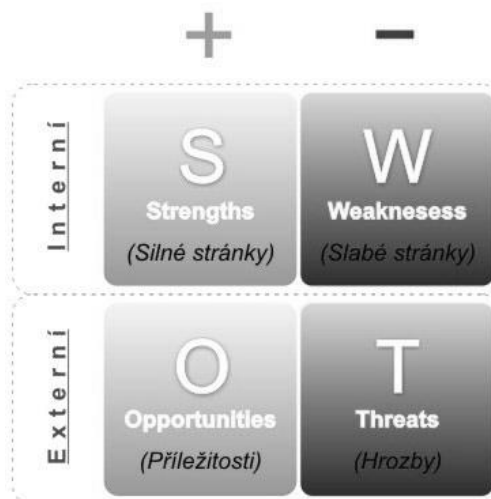 + −
Interní
S W
Strengths Weaknesess
(Silné stránky) (Slabé stránky)
Externí
O T
Opportunities Threats
(Příležitosti) (Hrozby)